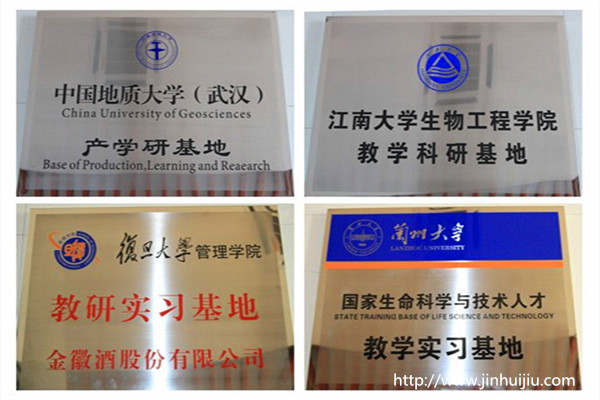 中国地质大学（武汉）
China University of Geosciences
产学研基地
Base of Production,Learning and Reaearch
江南大学生物工程学院
教学科研基地
復旦大學管理学院
教研实习基地
金徽酒股份有限公司
蘭州大学
LANZHOU UNIVERSITY
国家生命科学与技术人才
STATE TRAINING BASE OF LIFE SCIENCE AND TECHNOLOGY
教学实习基地
http://www.jinhuijiu.com